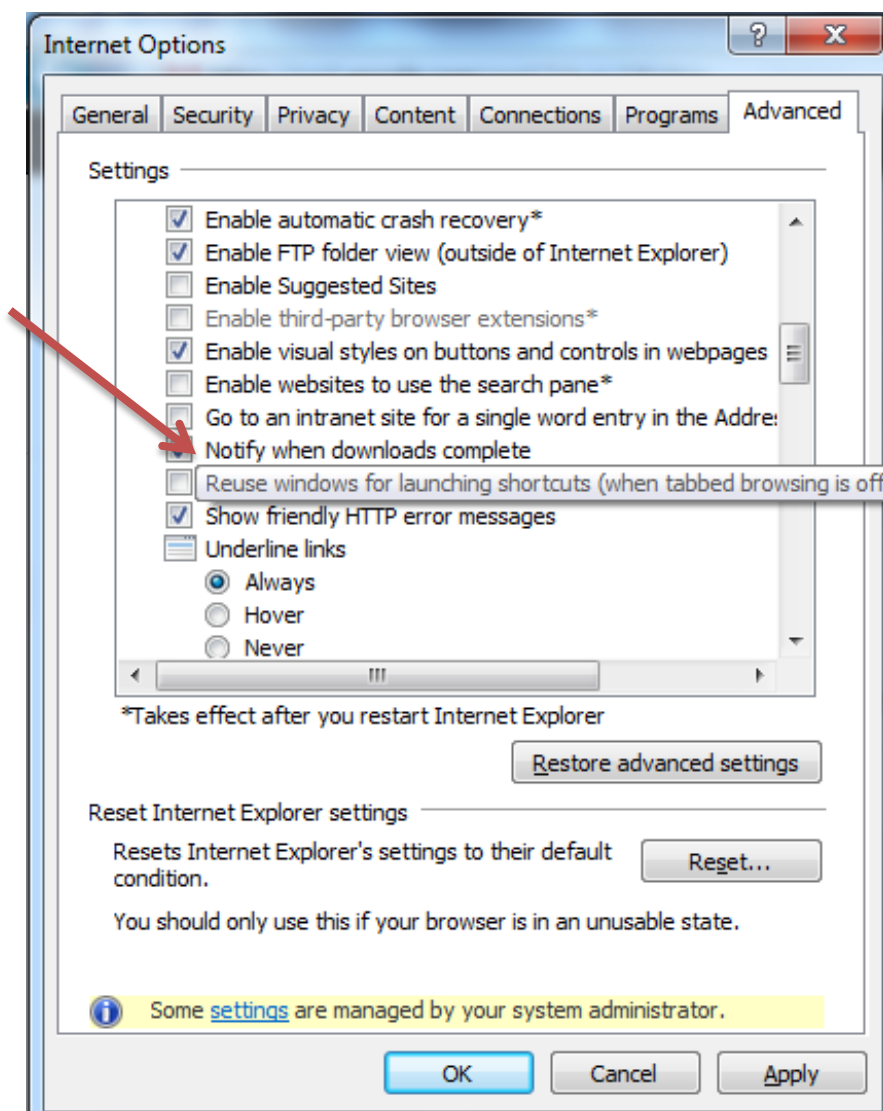 Internet Options
General Security Privacy Content Connections Programs Advanced
Settings
Enable automatic crash recovery*
Enable FTP folder view (outside of Internet Explorer)
Enable Suggested Sites
Enable third-party browser extensions*
Enable visual styles on buttons and controls in webpages
Enable websites to use the search pane*
Go to an intranet site for a single word entry in the
Notify when downloads complete
Reuse windows for launching shortcuts (when tabbed browsing is off
Show friendly HTTP error messages
Underline links
Always
Hover
Never
*Takes effect after you restart Internet Explorer
Restore advanced settings
Reset Internet Explorer settings
Resets Internet Explorer's settings to their default
condition.
Reset...
You should only use this if your browser is in an unusable state.
Some settings are managed by your system administrator.
OK Cancel Apply